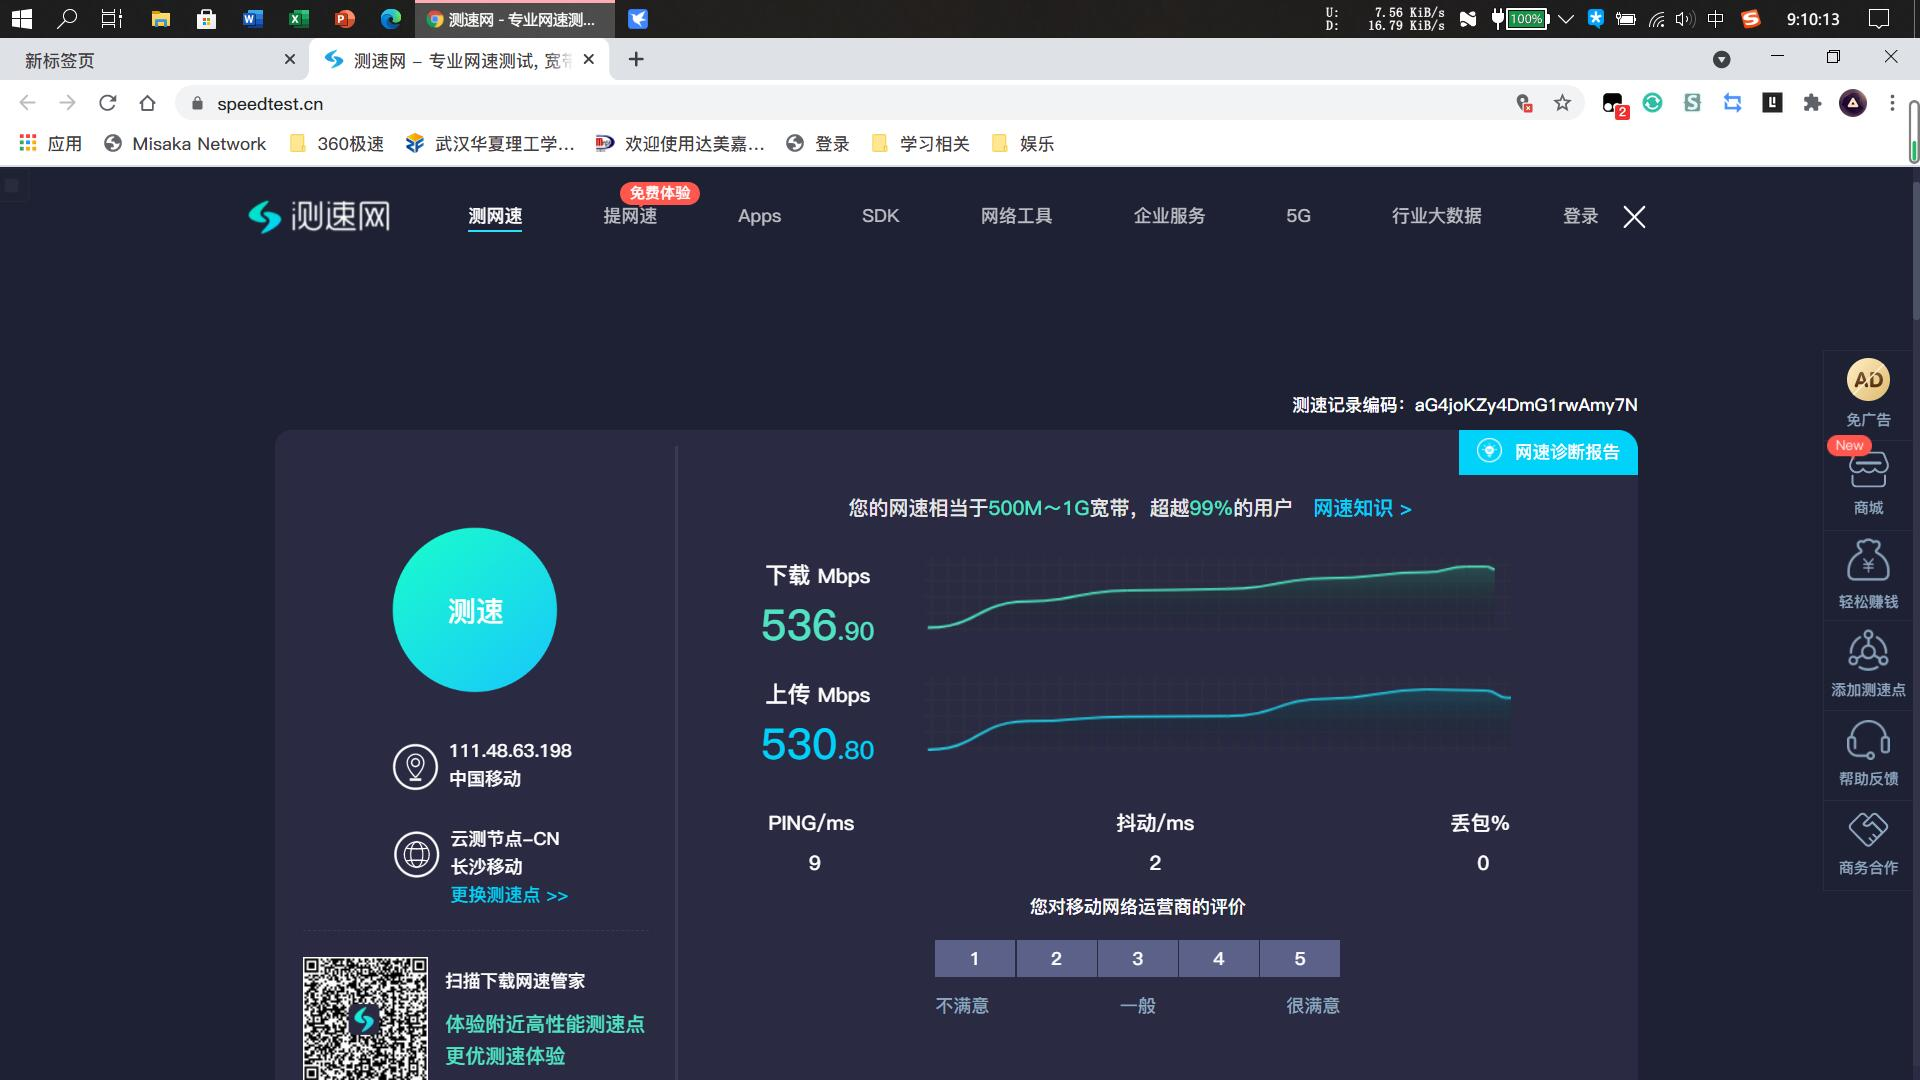 测速网 - 专业网速测...
U: 7.56 KiB/s
D: 16.79 KiB/s
100%
中
9:10:13
新标签页
测速网 – 专业网速测试, 宽带
speedtest.cn
2
应用
Misaka Network
360极速
武汉华夏理工学...
欢迎使用达美嘉...
登录
学习相关
娱乐
免费体验
测速网
测网速
提网速
Apps
SDK
网络工具
企业服务
5G
行业大数据
登录
测速记录编码：aG4joKZy4DmG1rwAmy7N
网速诊断报告
您的网速相当于500M～1G宽带，超越99%的用户 网速知识 >
下载 Mbps
536.90
上传 Mbps
530.80
测速
111.48.63.198
中国移动
云测节点-CN
长沙移动
更换测速点 >>
PING/ms
9
抖动/ms
2
丢包%
0
您对移动网络运营商的评价
1 2 3 4 5
不满意 一般 很满意
扫描下载网速管家
体验附近高性能测速点
更优测速体验
AD
免广告
New
商城
轻松赚钱
添加测速点
帮助反馈
商务合作